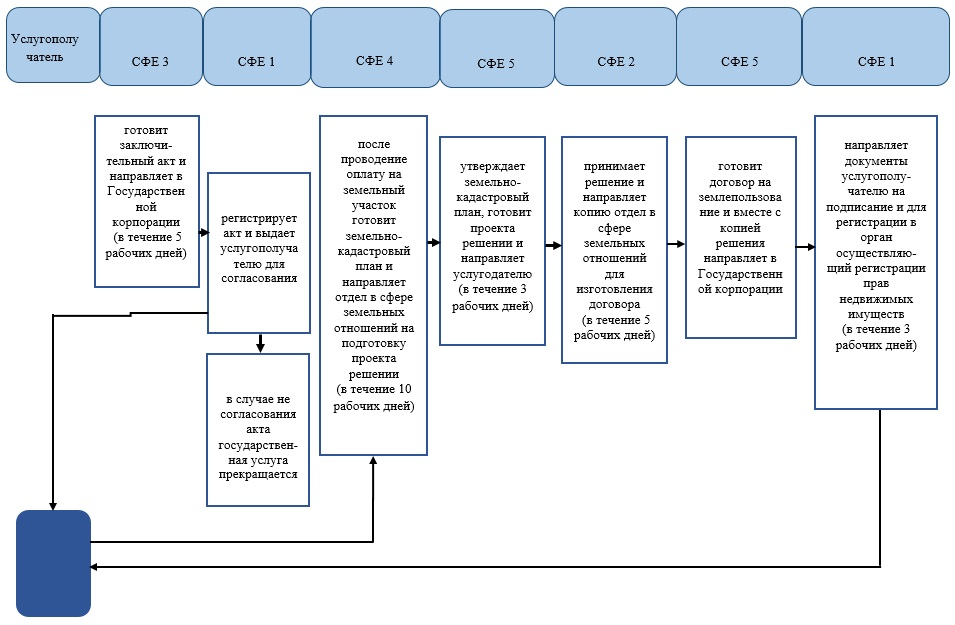 Услугополу
чатель
СФЕ 3
СФЕ 1
СФЕ 4
СФЕ 5
СФЕ 2
СФЕ 5
СФЕ 1
готовит
заключи-
тельный акт и
направляет в
Государствен
ной
корпорации
(в течение 5
рабочих дней)
регистрирует
акт и выдает
услугополуча
телю для
согласования
в случае не
согласования
акта
государствен-
ная услуга
прекращается
после
проводение
оплату на
земельный
участок
готовит
земельно-
кадастровый
план и
направляет
отдел в сфере
земельных
отношений на
подготовку
проекта
решении
(в течение 10
рабочих дней)
утверждает
земельно-
кадастровый
план, готовит
проекта
решении и
направляет
услугодателю
(в течение 3
рабочих дней)
принимает
решение и
направляет
копию отдел в
сфере
земельных
отношений
для
изготовления
договора
(в течение 5
рабочих дней)
готовит
договор на
землепользова
ние и вместе с
копией
решения
направляет в
Государственн
ой корпорации
направляет
документы
услугополу-
чателю на
подписание и для
регистрации в
орган
осуществляю-
щий регистрации
прав
недвижимых
имуществ
(в течение 3
рабочих дней)